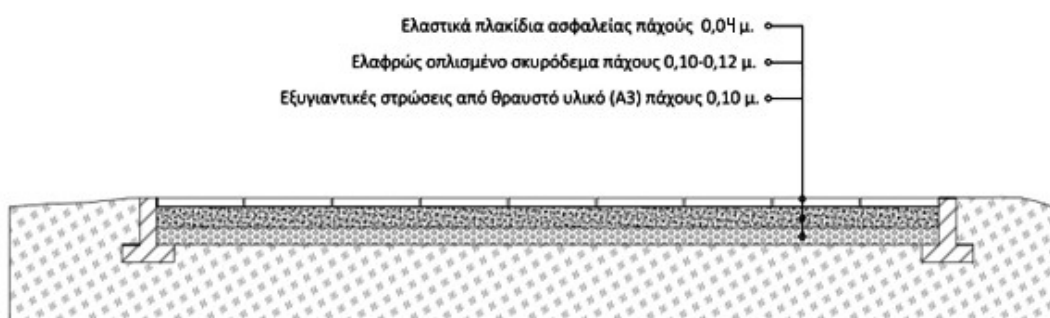 Ελαστικά πλακίδια ασφαλείας πάχούς 0,04 μ.
Ελαφρώς οπλισμένο σκυρόδεμα πάχους 0,10-0,12 μ.
Εξυγιαντικές στρώσεις από θραυστό υλικό (Α3) πάχους 0,10 μ.